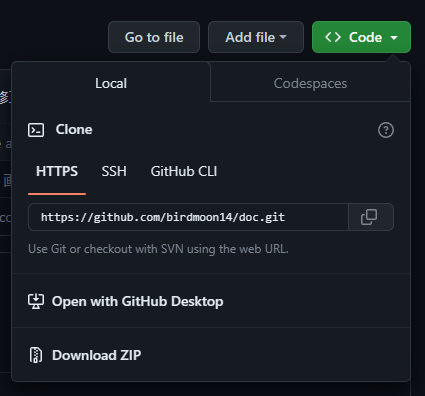 Go to file
Add file
Code
Local
Codespaces
Clone
HTTPS
SSH
GitHub CLI
https://github.com/birdmoon14/doc.git
Use Git or checkout with SVN using the web URL.
Open with GitHub Desktop
Download ZIP